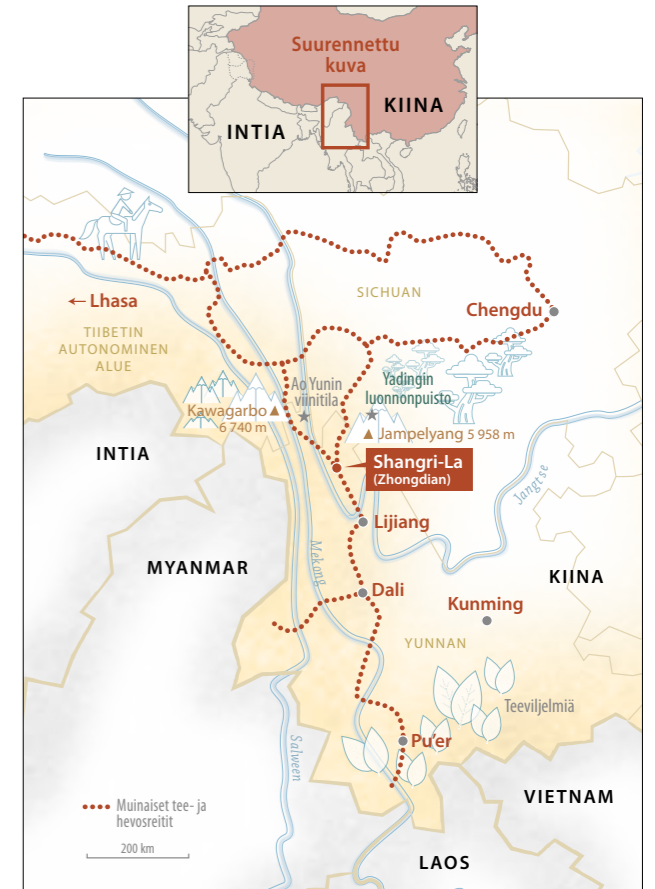 Suurennettu
kuva
KIINA
INTIA
← Lhasa
SICHUAN
Chengdu
TIIBETIN
AUTONOMINEN
ALUE
Ao Yunin
viinitila
Yadingin
luonnonpuisto
Kawagarbo
6 740 m
Jampelyang 5 958 m
INTIA
Shangri-La
(Zhongdian)
Jangtse
Lijiang
MYANMAR
Mekong
KIINA
Dali
Kunming
YUNNAN
Teeviljelmiä
Pu'er
Salween
VIETNAM
Muinaiset tee- ja
hevosreitit
200 km
LAOS